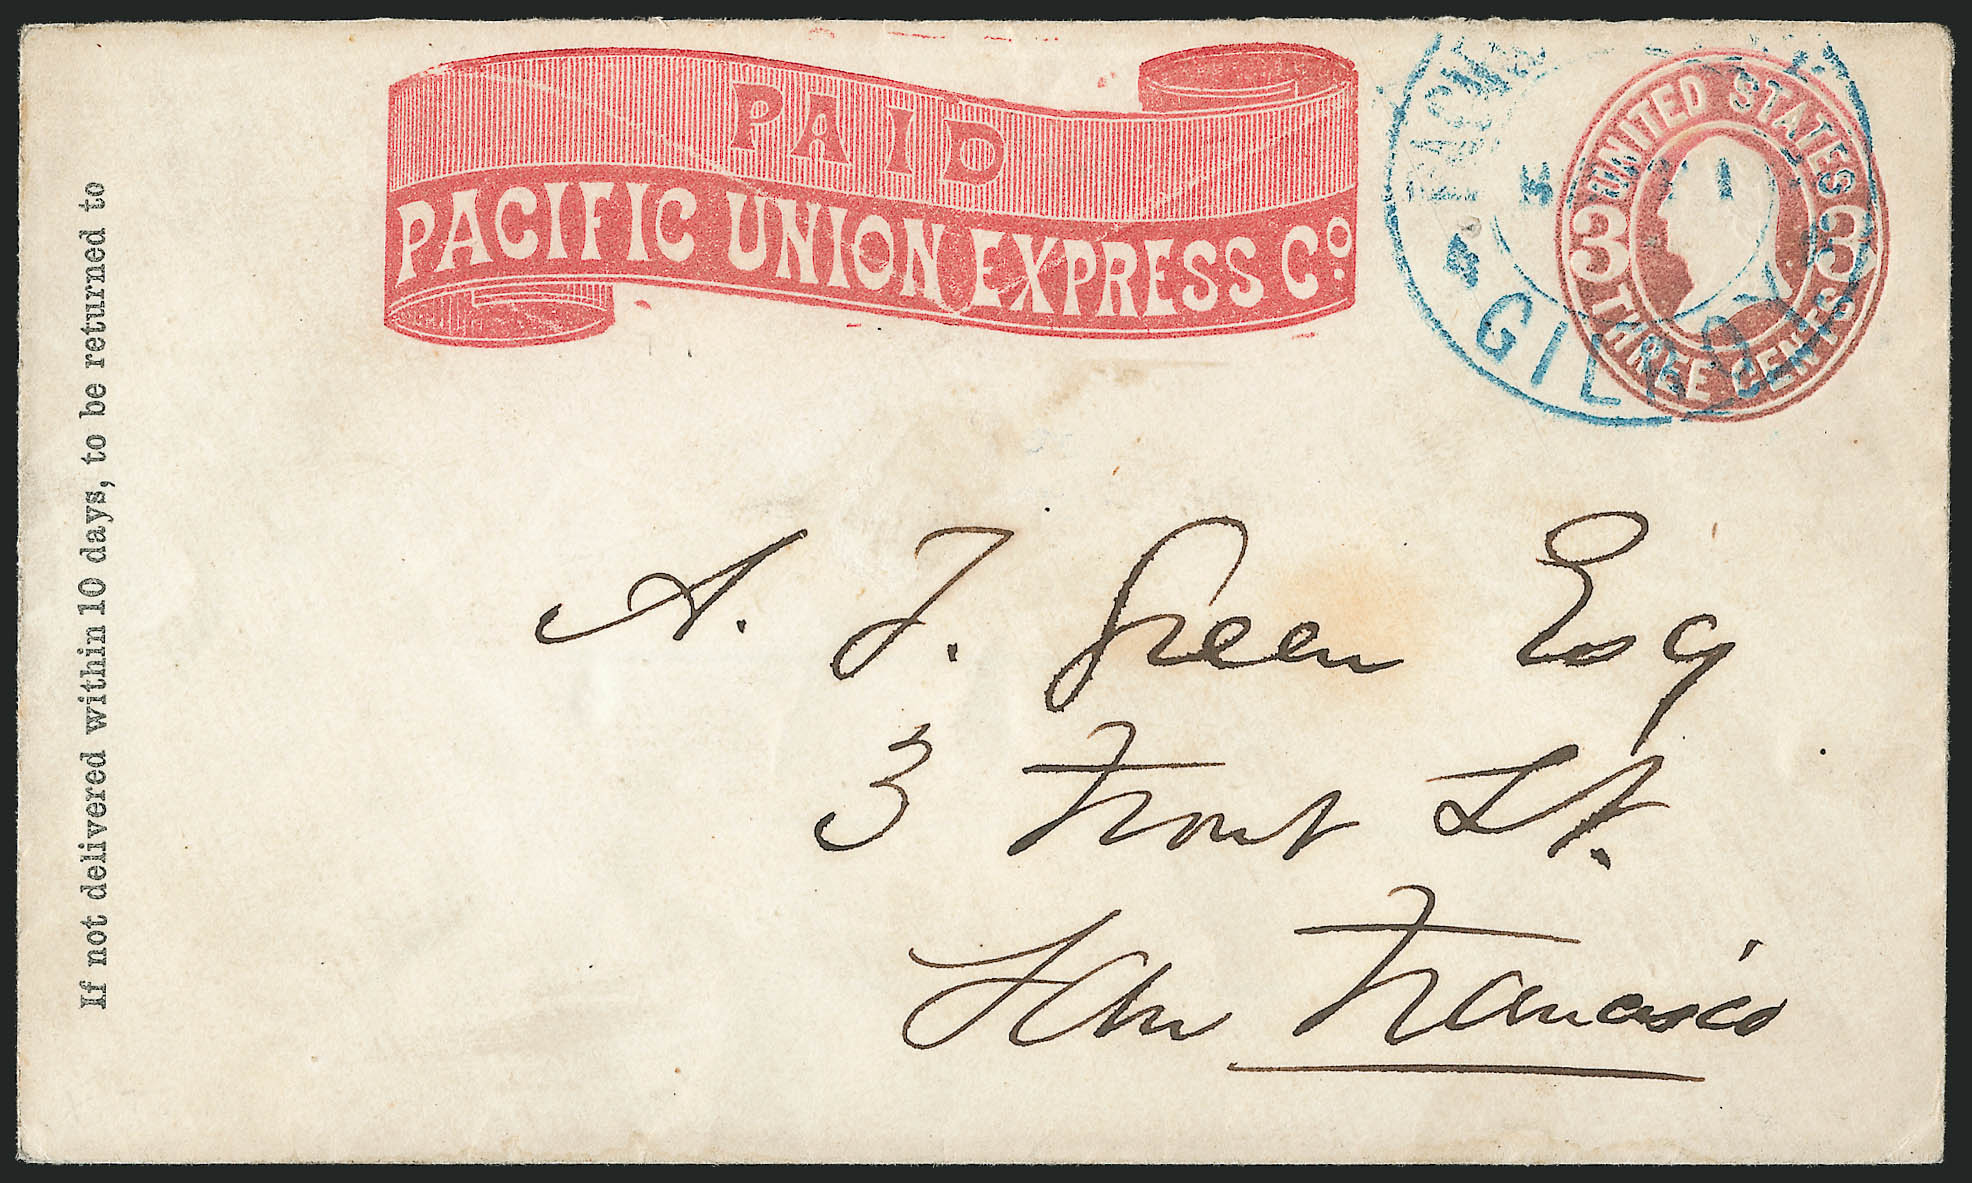 PAID
PACIFIC UNION EXPRESS Co.
UNITED STATES
3 3
THREE CENTS
GILROY
If not delivered within 10 days, to be returned to
A. J. Green Esq
3 Front St.
San Francisco